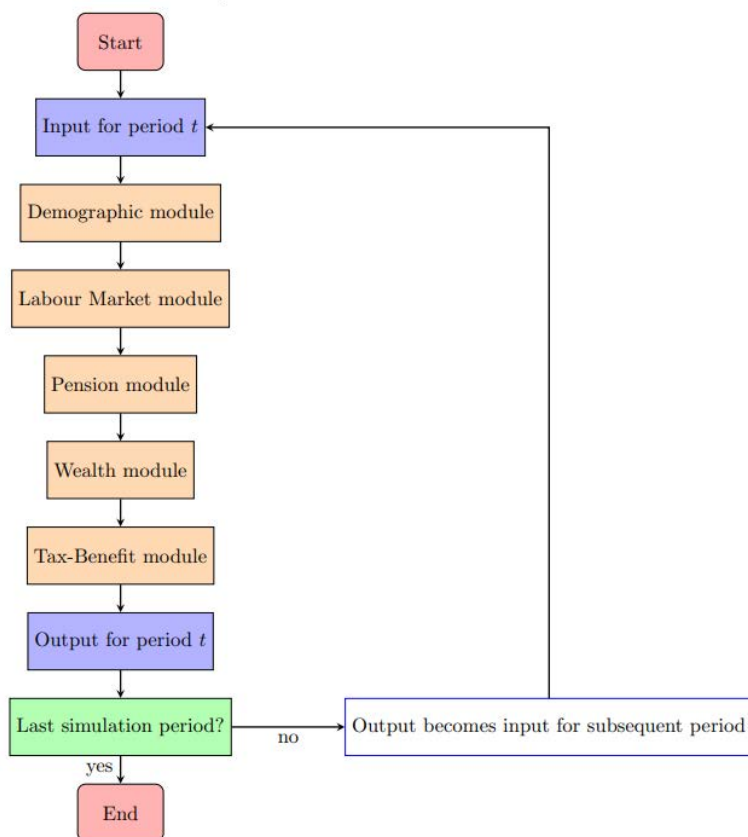 Start
Input for period t
Demographic module
Labour Market module
Pension module
Wealth module
Tax-Benefit module
Output for period t
Last simulation period?
no
Output becomes input for subsequent period
yes
End